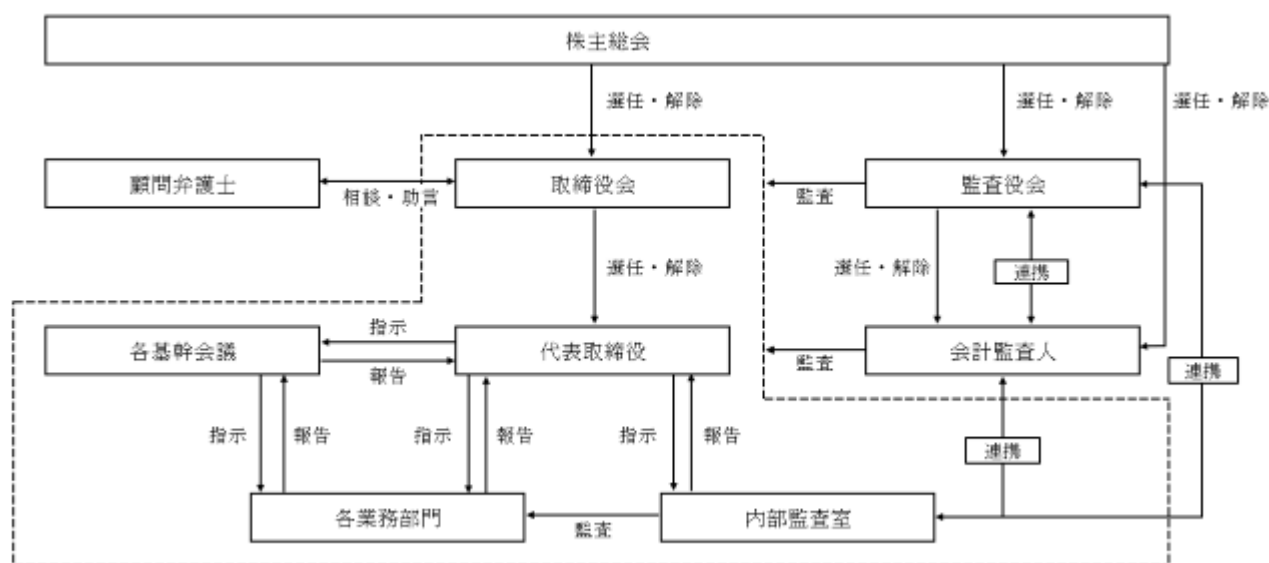 株主総会
選任・解除
選任・解除
選任・解除
顧問弁護士
相談・助言
取締役会
監査
監査役会
選任・解除
選任・解除
連携
各基幹会議
指示
報告
代表取締役
監査
会計監査人
連携
指示
報告
指示
報告
指示
報告
連携
各業務部門
監査
内部監査室